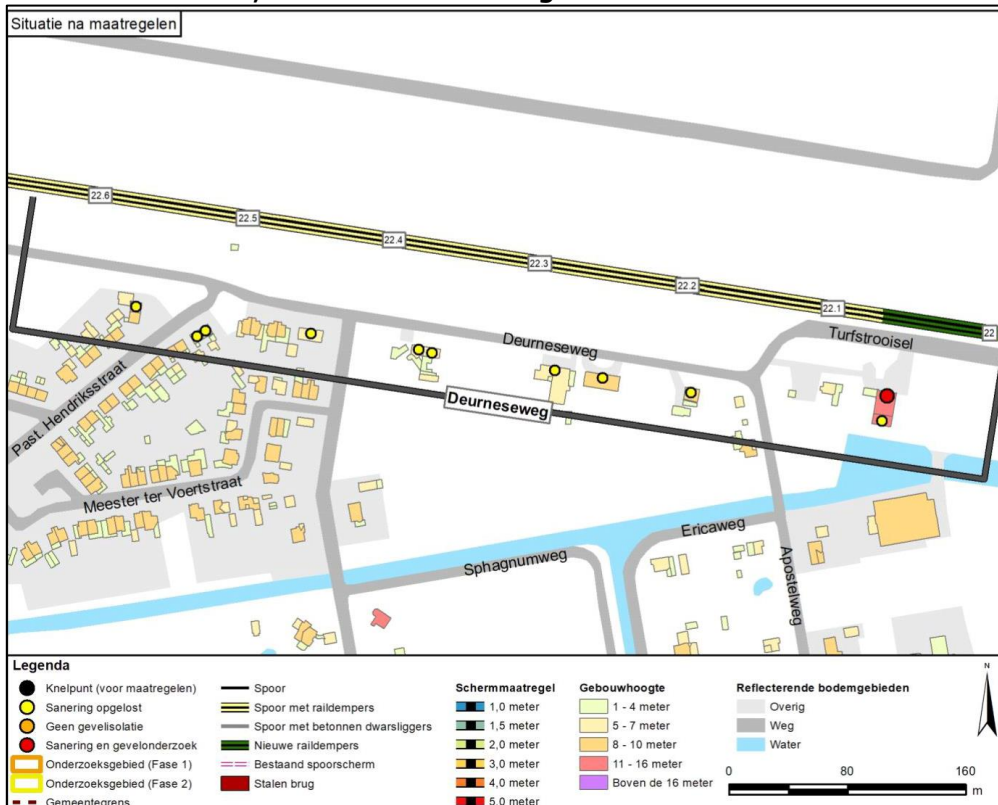 Situatie na maatregelen
22.6
22.5
22.4
22.3
22.2
22.1
22
Deurneseweg
Turfstrooisel
Past. Hendriksstraat
Deurneseweg
Meester ter Voertstraat
Sphagnumweg
Ericaweg
Apostelweg
Legenda
Knelpunt (voor maatregelen)
Sanering opgelost
Geen gevelisolatie
Sanering en gevelonderzoek
Onderzoeksgebied (Fase 1)
Onderzoeksgebied (Fase 2)
Gemeentegrens
Spoor
Spoor met raildempers
Spoor met betonnen dwarsliggers
Nieuwe raildempers
Bestaand spoorscherm
Stalen brug
Schermmaatregel
1,0 meter
1,5 meter
2,0 meter
3,0 meter
4,0 meter
5,0 meter
Gebouwhoogte
1 - 4 meter
5 - 7 meter
8 - 10 meter
11 - 16 meter
Boven de 16 meter
Reflecterende bodemgebieden
Overig
Weg
Water
N
0 80 160
m